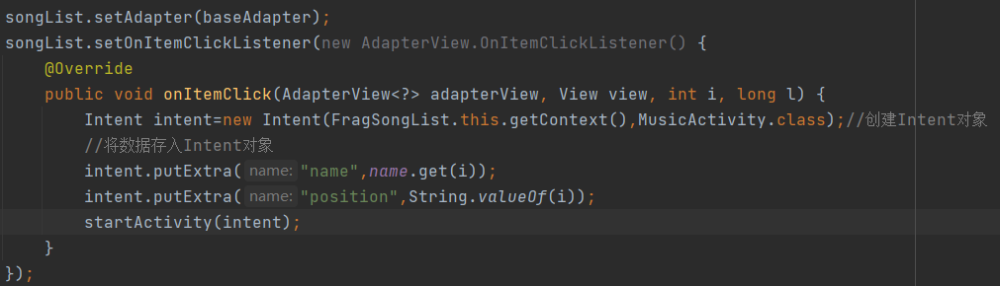 songList.setAdapter(baseAdapter);
songList.setOnItemClickListener(new AdapterView.OnItemClickListener() {
    @Override
    public void onItemClick(AdapterView<?> adapterView, View view, int i, long l) {
        Intent intent=new Intent(FragSongList.this.getContext(),MusicActivity.class);//创建Intent对象
        //将数据存入Intent对象
        intent.putExtra( name: "name",name.get(i));
        intent.putExtra( name: "position",String.valueOf(i));
        startActivity(intent);
    }
});